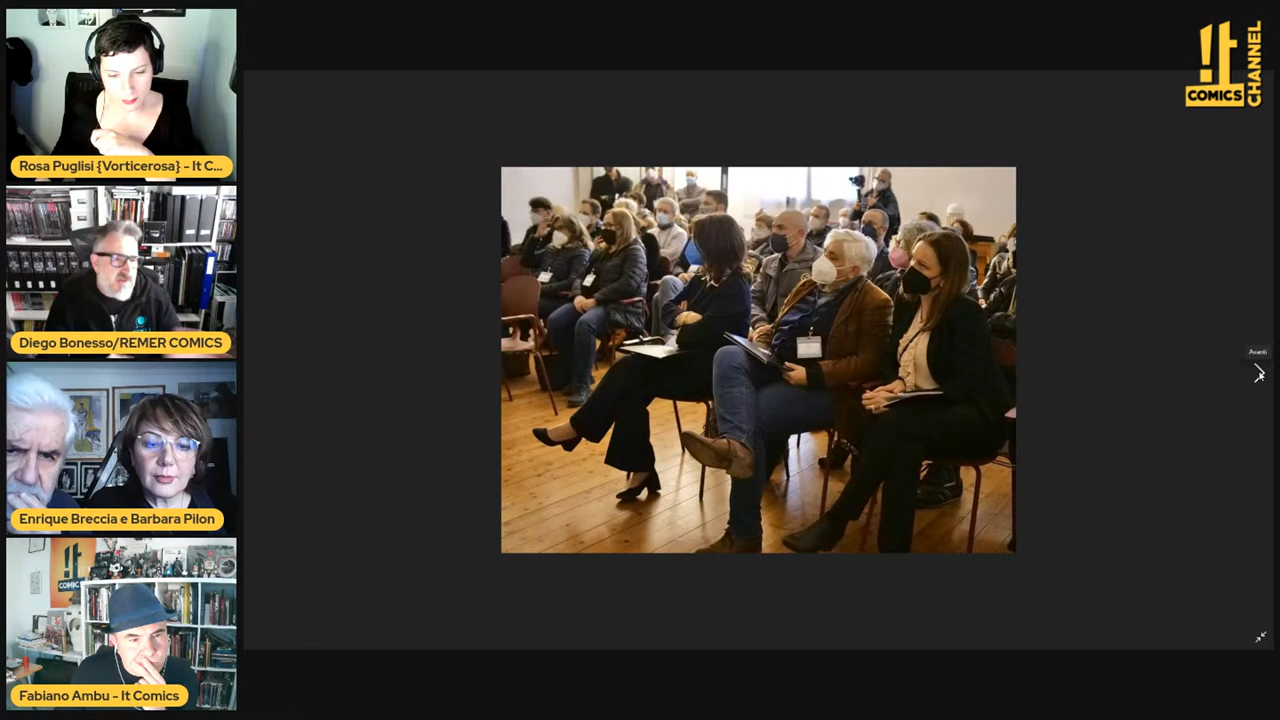 Rosa Puglisi {Vorticerosa} - It C...
Diego Bonesso/REMER COMICS
Enrique Breccia e Barbara Pilon
COMICS
Fabiano Ambu - It Comics
!t
COMICS
CHANNEL
Avanti